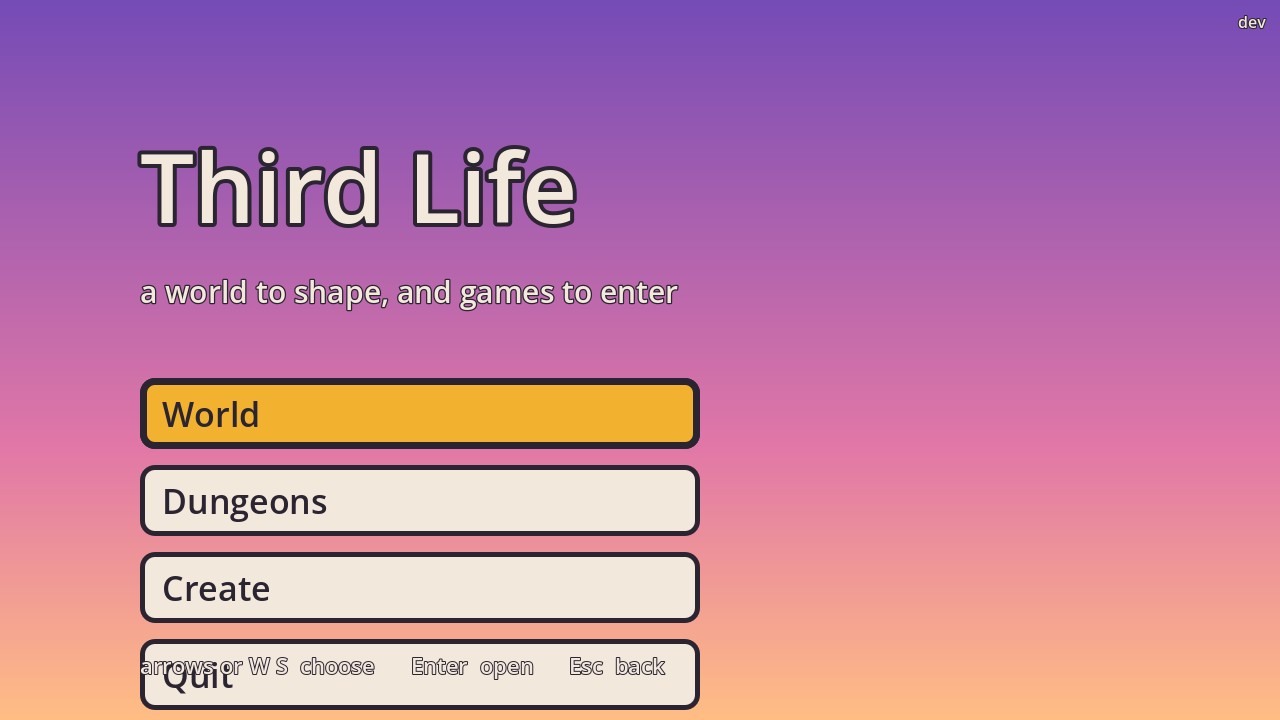 dev
Third Life
a world to shape, and games to enter
World
Dungeons
Create
Quit
arrows or W S choose Enter open Esc back